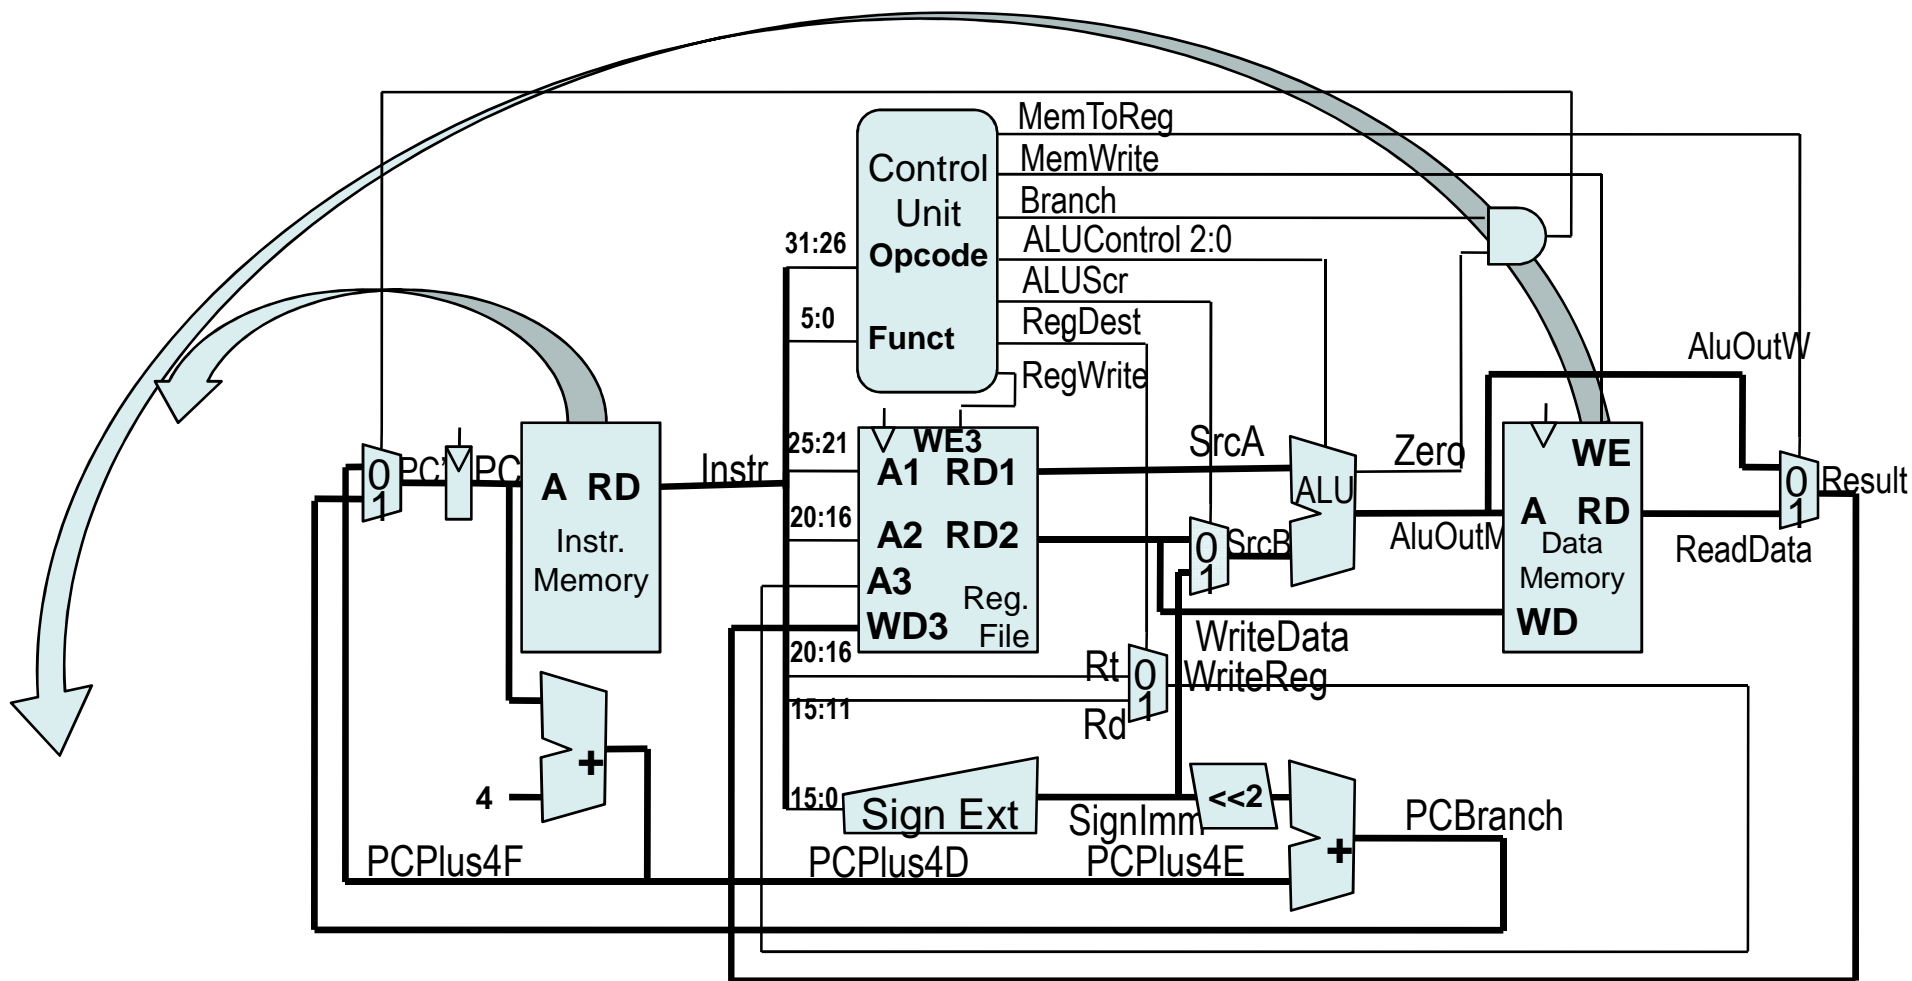 MemToReg
MemWrite
Branch
ALUControl 2:0
ALUScr
RegDest
RegWrite
Control
Unit
Opcode
Funct
31:26
5:0
25:21
20:16
20:16
15:11
15:0
0
1
PC'
PC
A RD
Instr.
Memory
Instr
WE3
A1 RD1
A2 RD2
A3
WD3
Reg.
File
SrcA
0
1
SrcB
ALU
Zero
AluOutM
AluOutW
WE
A RD
Data
Memory
WD
ReadData
0
1
Result
WriteData
WriteReg
Rt
Rd
0
1
4
+
Sign Ext
SignImm
<<2
+
PCBranch
PCPlus4F
PCPlus4D
PCPlus4E